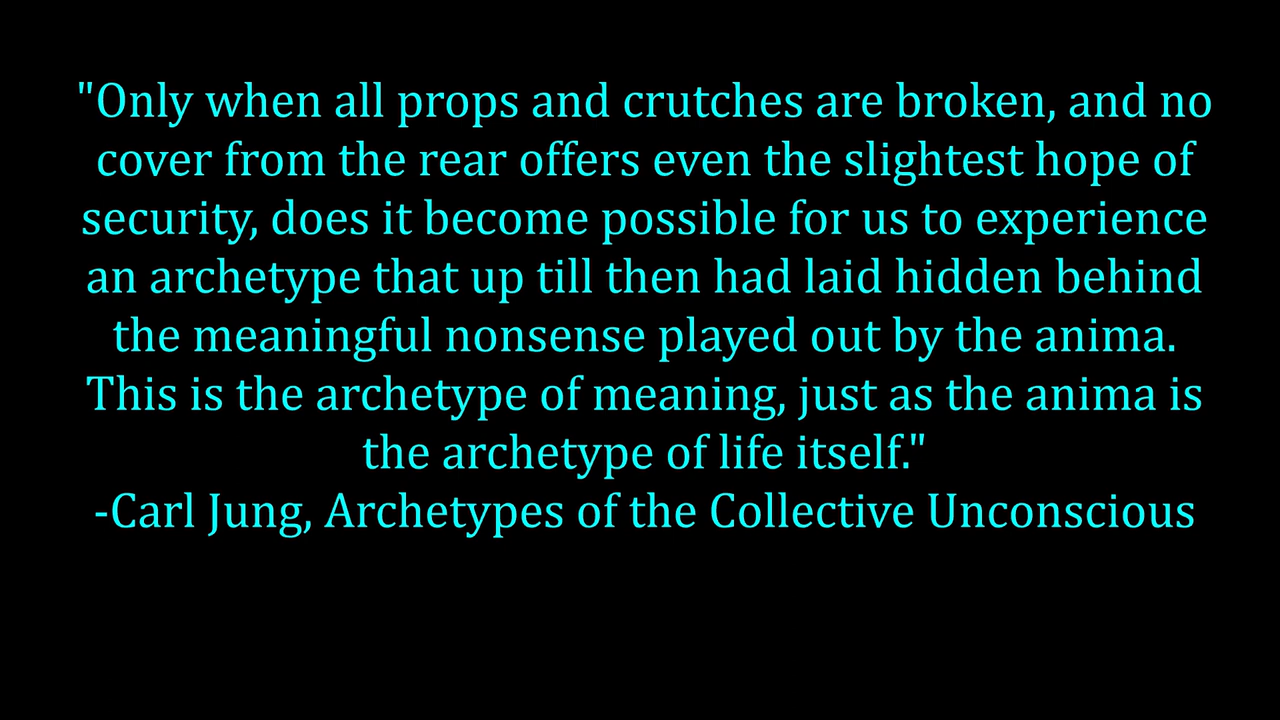 "Only when all props and crutches are broken, and no
cover from the rear offers even the slightest hope of
security, does it become possible for us to experience
an archetype that up till then had laid hidden behind
the meaningful nonsense played out by the anima.
This is the archetype of meaning, just as the anima is
the archetype of life itself."
-Carl Jung, Archetypes of the Collective Unconscious